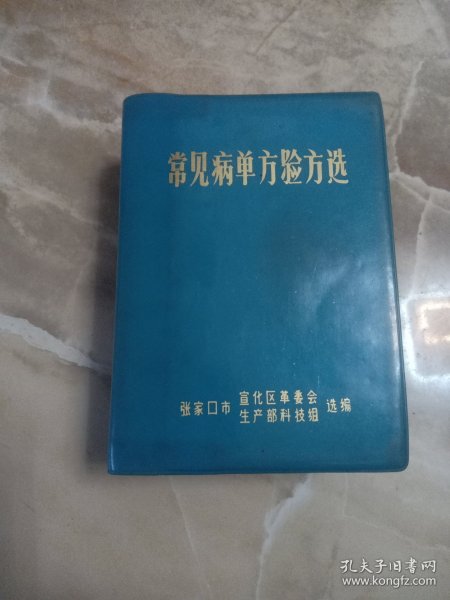 常见病单方验方选
张家口市 宣化区革委会 选编
生产部科技组
孔夫子旧书网
www.kongfz.com